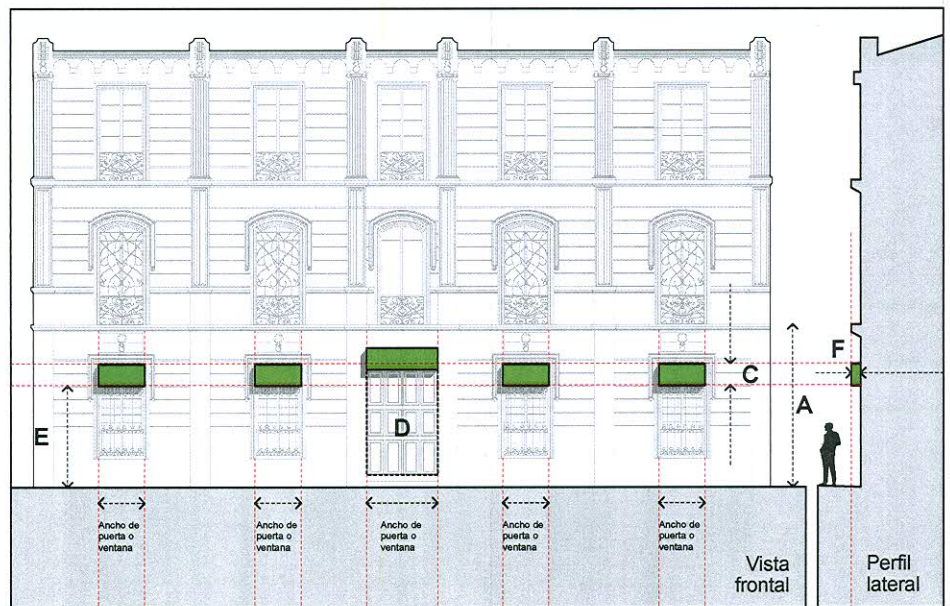 F
C
A
E
D
Ancho de
puerta o
ventana
Ancho de
puerta o
ventana
Ancho de
puerta o
ventana
Ancho de
puerta o
ventana
Ancho de
puerta o
ventana
Vista
frontal
Perfil
lateral